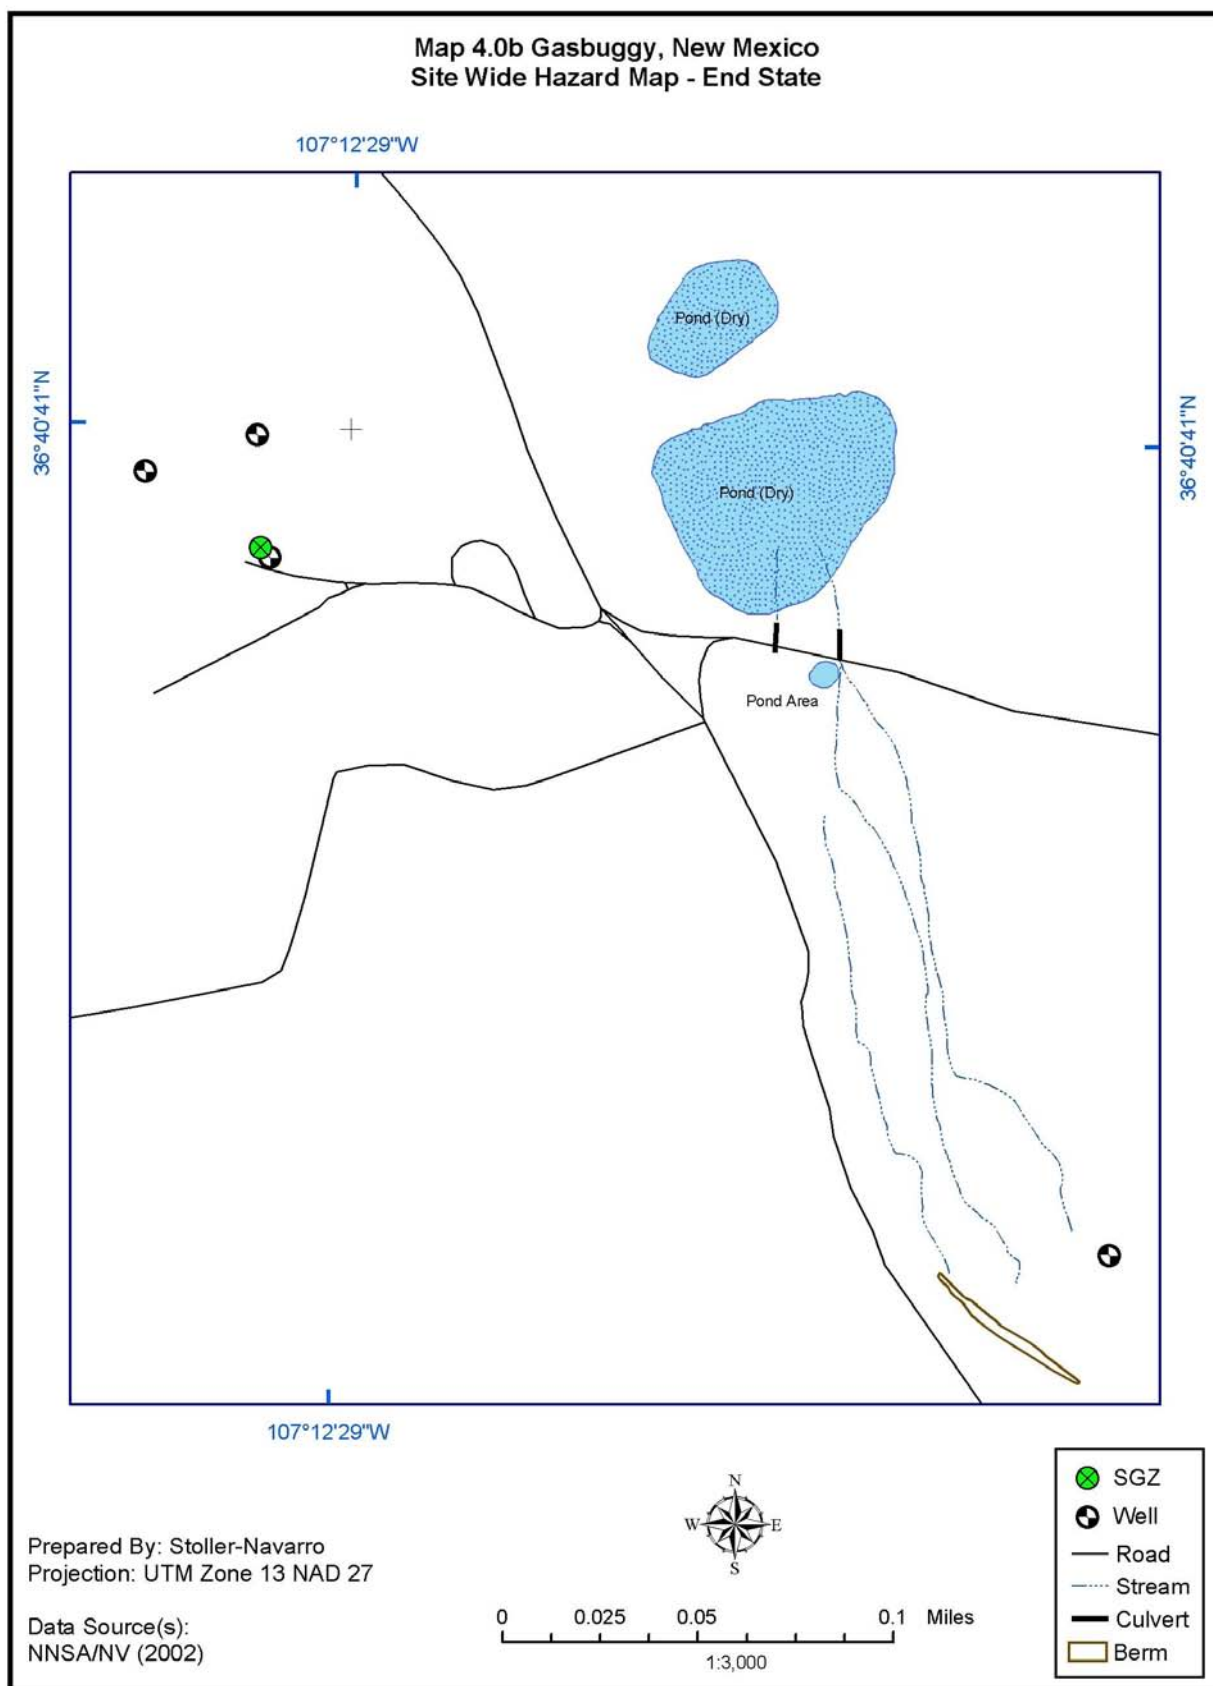 Map 4.0b Gasbuggy, New Mexico
Site Wide Hazard Map - End State
107°12'29"W
36°40'41"N
36°40'41"N
Pond (Dry)
Pond (Dry)
Pond Area
107°12'29"W
Prepared By: Stoller-Navarro
Projection: UTM Zone 13 NAD 27
Data Source(s):
NNSA/NV (2002)
N
W E
S
0 0.025 0.05 0.1 Miles
1:3,000
SGZ
Well
Road
Stream
Culvert
Berm